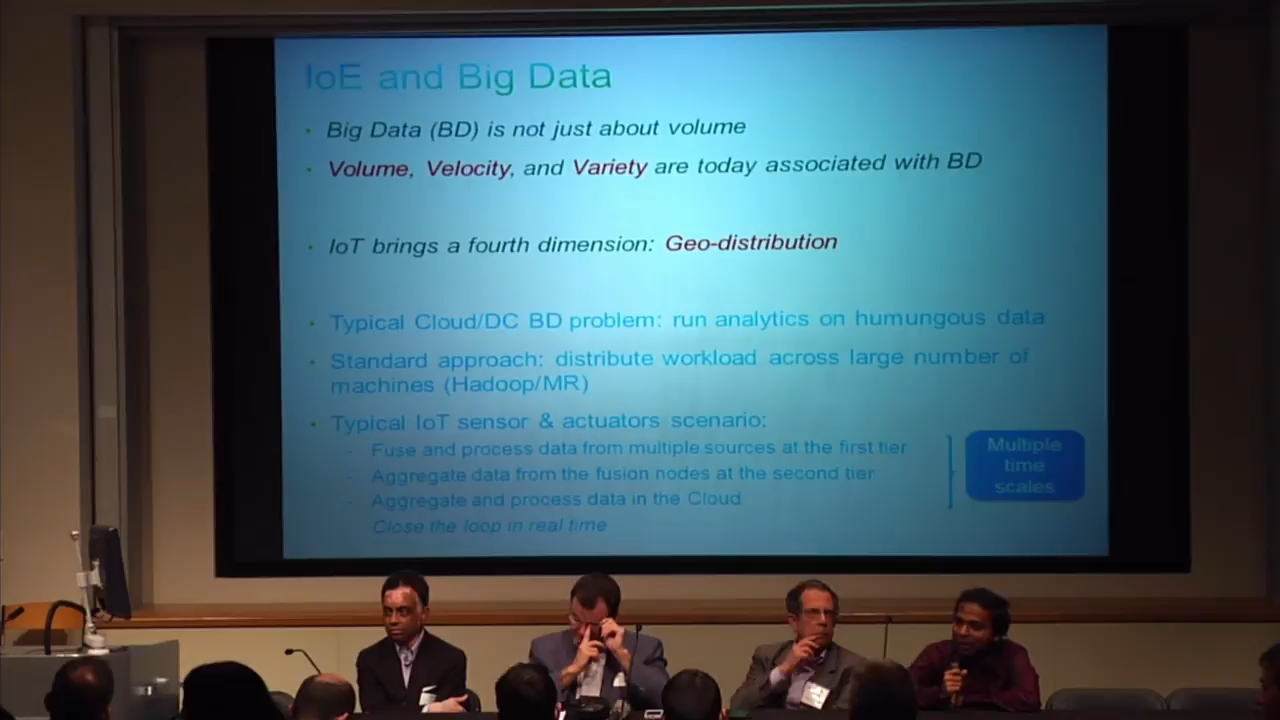 IoE and Big Data
· Big Data (BD) is not just about volume
· Volume, Velocity, and Variety are today associated with BD
· IoT brings a fourth dimension: Geo-distribution
· Typical Cloud/DC BD problem: run analytics on humungous data
· Standard approach: distribute workload across large number of
machines (Hadoop/MR)
· Typical IoT sensor & actuators scenario:
- Fuse and process data from multiple sources at the first tier
- Aggregate data from the fusion nodes at the second tier
- Aggregate and process data in the Cloud
Close the loop in real time
Multiple
time
scales